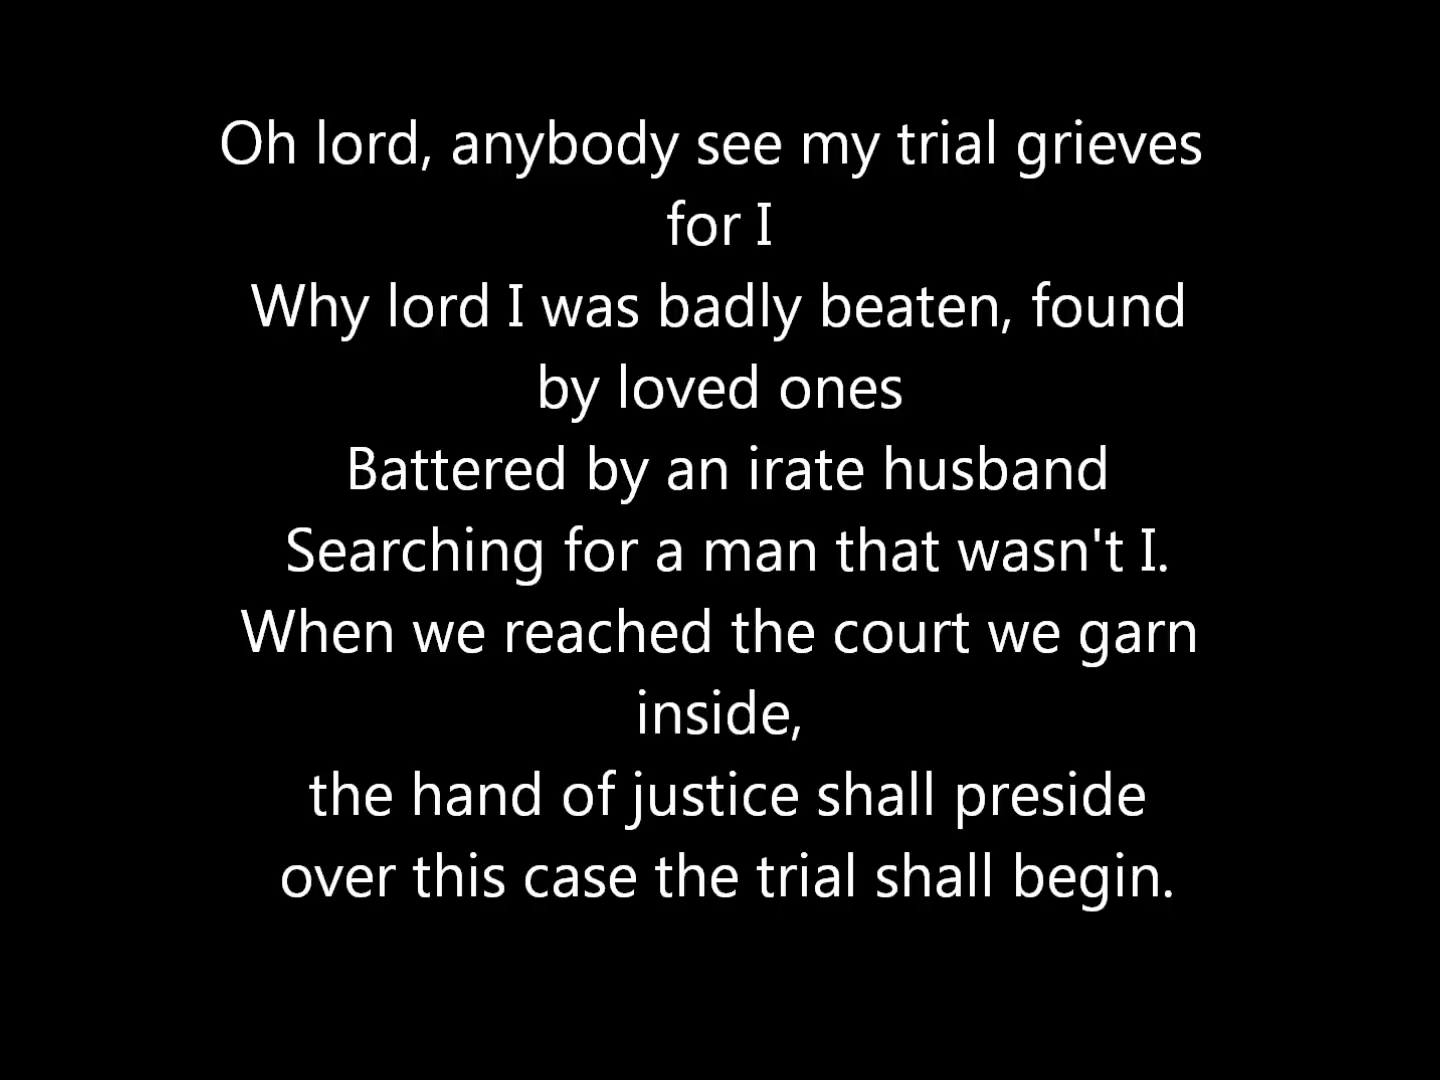 Oh lord, anybody see my trial grieves
for I
Why lord I was badly beaten, found
by loved ones
Battered by an irate husband
Searching for a man that wasn't I.
When we reached the court we garn
inside,
the hand of justice shall preside
over this case the trial shall begin.